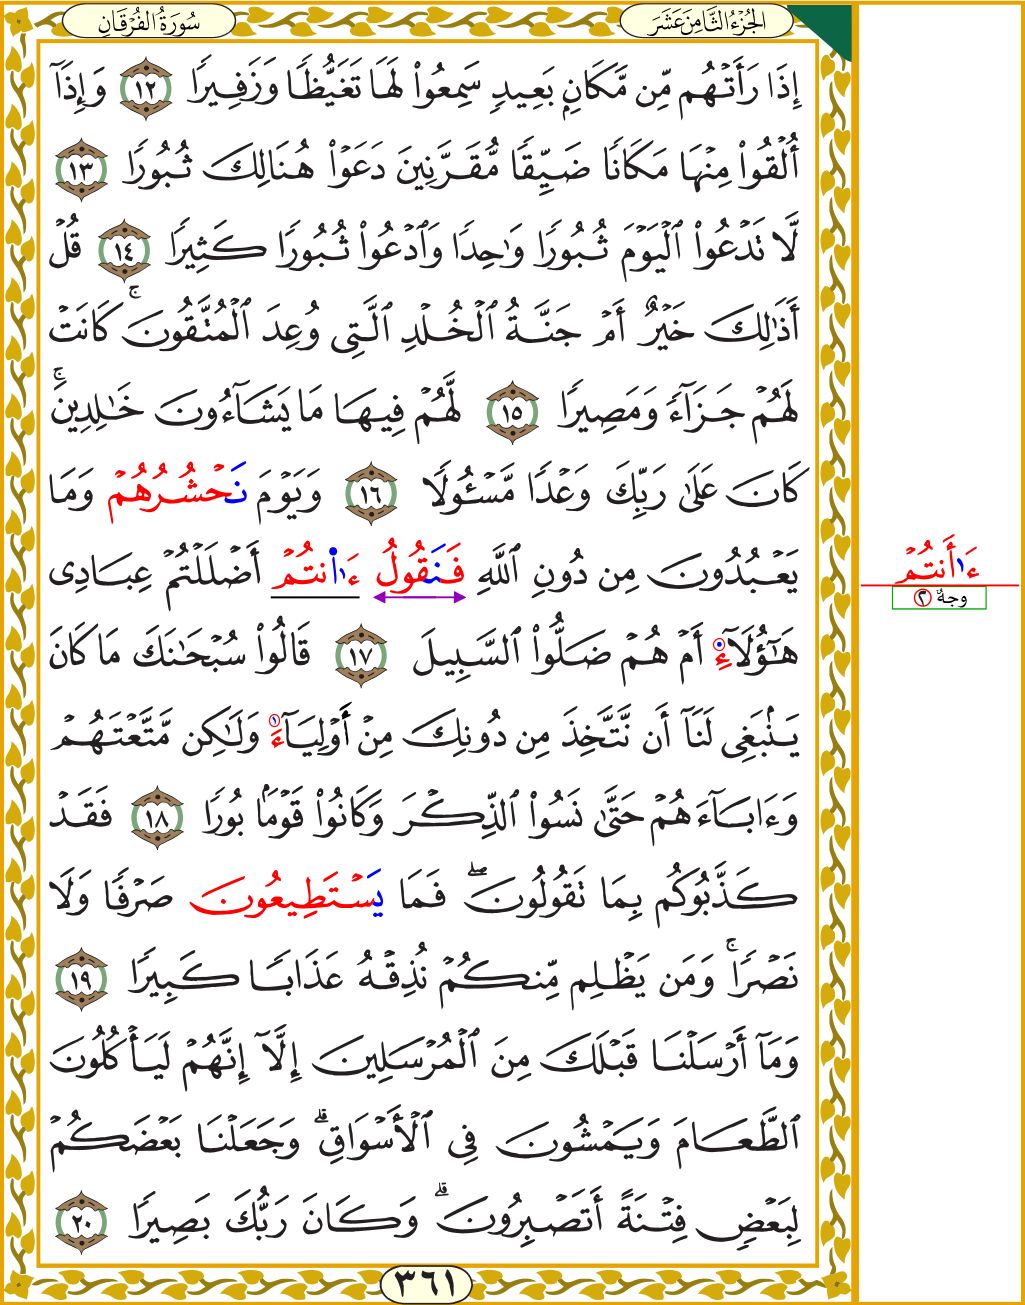 الجُزْءُ الثَّامِنَ عَشَرَ
سُورَةُ الفُرْقَانِ
إِذَا رَأَتْهُم مِّن مَّكَانِۭ بَعِيدٖ سَمِعُواْ لَهَا تَغَيُّظٗا وَزَفِيرٗا ١٢ وَإِذَآ
أُلْقُواْ مِنْهَا مَكَانٗا ضَيِّقٗا مُّقَرَّنِينَ دَعَوْاْ هُنَالِكَ ثُبُورٗا ١٣
لَّا تَدْعُواْ ٱلْيَوْمَ ثُبُورٗا وَٰحِدٗا وَٱدْعُواْ ثُبُورٗا كَثِيرٗا ١٤ قُلْ
أَذَٰلِكَ خَيْرٌ أَمْ جَنَّةُ ٱلْخُلْدِ ٱلَّتِي وُعِدَ ٱلْمُتَّقُونَۚ كَانَتْ
لَهُمْ جَزَآءٗ وَمَصِيرٗا ١٥ لَّهُمْ فِيهَا مَا يَشَآءُونَ خَٰلِدِينَۚ
كَانَ عَلَىٰ رَبِّكَ وَعْدٗا مَّسْـُٔولٗا ١٦ وَيَوْمَ نَحْشُرُهُمْ وَمَا
يَعْبُدُونَ مِن دُونِ ٱللَّهِ فَنَقُولُ ءَا۬نتُمْ أَضْلَلْتُمْ عِبَادِي
هَٰٓؤُلَآءِ أَمْ هُمْ ضَلُّواْ ٱلسَّبِيلَ ١٧ قَالُواْ سُبْحَٰنَكَ مَا كَانَ
يَنۢبَغِي لَنَآ أَن نَّتَّخِذَ مِن دُونِكَ مِنْ أَوْلِيَآءَ وَلَٰكِن مَّتَّعْتَهُمْ
وَءَابَآءَهُمْ حَتَّىٰ نَسُواْ ٱلذِّكْرَ وَكَانُواْ قَوْمَۢا بُورٗا ١٨ فَقَدْ
كَذَّبُوكُم بِمَا تَقُولُونَۖ فَمَا يَسْتَطِيعُونَ صَرْفٗا وَلَا
نَصْرٗاۚ وَمَن يَظْلِم مِّنكُمْ نُذِقْهُ عَذَابٗا كَبِيرٗا ١٩
وَمَآ أَرْسَلْنَا قَبْلَكَ مِنَ ٱلْمُرْسَلِينَ إِلَّآ إِنَّهُمْ لَيَأْكُلُونَ
ٱلطَّعَامَ وَيَمْشُونَ فِي ٱلْأَسْوَاقِۗ وَجَعَلْنَا بَعْضَكُمْ
لِبَعْضٖ فِتْنَةً أَتَصْبِرُونَۗ وَكَانَ رَبُّكَ بَصِيرٗا ٢٠
٣٦١
ءَاَ۬أَنتُمْ
وجهٌ ٢